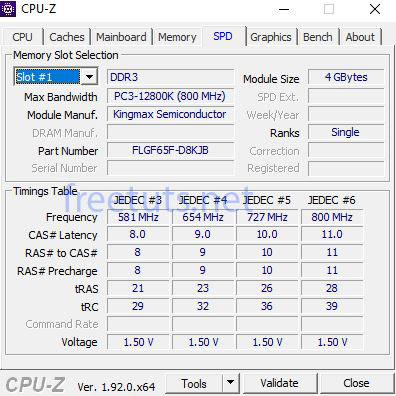 CPU-Z
CPU Caches Mainboard Memory SPD Graphics Bench About
Memory Slot Selection
Slot #1 DDR3 Module Size 4 GBytes
Max Bandwidth PC3-12800K (800 MHz) SPD Ext.
Module Manuf. Kingmax Semiconductor Week/Year
DRAM Manuf. Ranks Single
Part Number FLGF65F-D8KJB Correction
Serial Number Registered
Timings Table
freetuts.net
JEDEC #3 JEDEC #4 JEDEC #5 JEDEC #6
Frequency 581 MHz 654 MHz 727 MHz 800 MHz
CAS# Latency 8.0 9.0 10.0 11.0
RAS# to CAS# 8 9 10 11
RAS# Precharge 8 9 10 11
tRAS 21 23 26 28
tRC 29 32 36 39
Command Rate
Voltage 1.50 V 1.50 V 1.50 V 1.50 V
CPU-Z Ver. 1.92.0.x64 Tools Validate Close